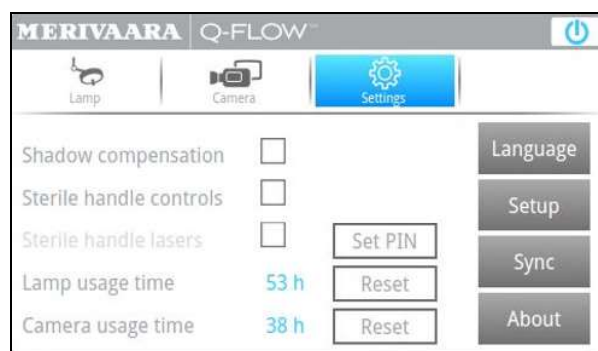 MERIVAARA Q-FLOW™
Lamp Camera Settings
Shadow compensation
Sterile handle controls
Sterile handle lasers Set PIN
Lamp usage time 53 h Reset
Camera usage time 38 h Reset
Language
Setup
Sync
About